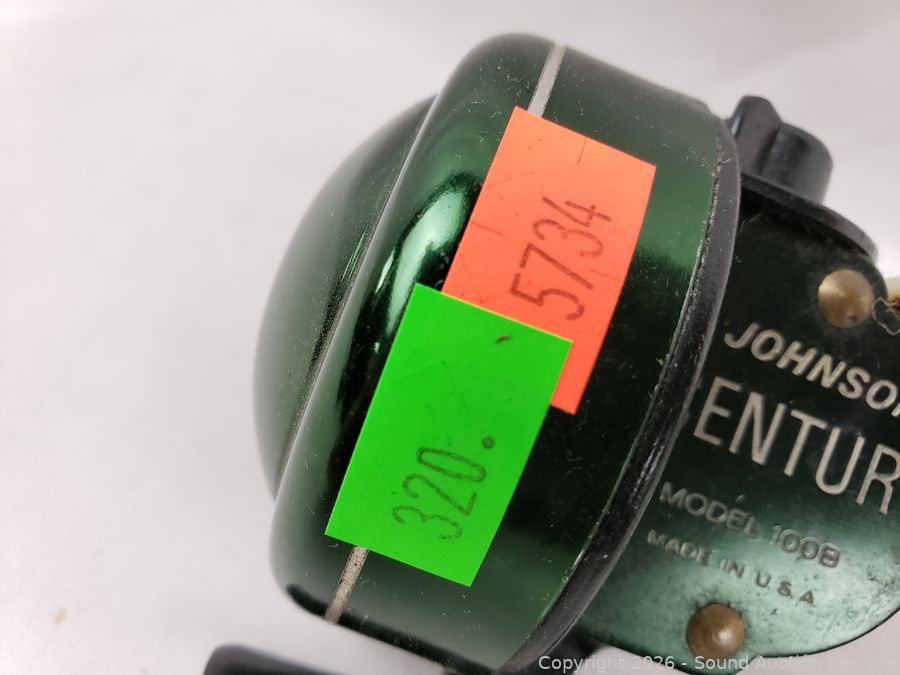 5734
320.
JOHNSO
ENTUR
MODEL 100B
MADE IN U.S.A
Copyright 2026 - Sound Auction Service